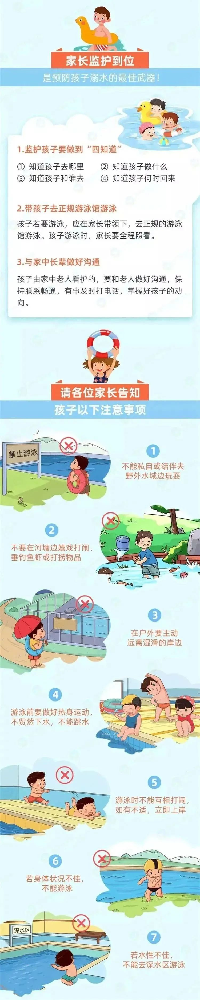 家长监护到位
是预防孩子溺水的最佳武器！
1.监护孩子要做到“四知道”
① 知道孩子去哪里 ② 知道孩子做什么
③ 知道孩子和谁去 ④ 知道孩子何时回来
2.带孩子去正规游泳馆游泳
孩子若要游泳，应在家长带领下，去正规的游泳
馆游泳。孩子游泳时，家长要全程照看。
3.与家中长辈做好沟通
孩子由家中老人看护的，要和老人做好沟通，保
持联系畅通，有事及时打电话，掌握好孩子的动
向。
请各位家长告知
孩子以下注意事项
禁止游泳
1
不能私自或结伴去
野外水域边玩耍
2
不要在河塘边嬉戏打闹、
垂钓鱼虾或打捞物品
3
在户外要主动
远离湿滑的岸边
4
游泳前要做好热身运动，
不贸然下水，不能跳水
5
游泳时不能互相打闹，
如有不适，立即上岸
6
若身体状况不佳，
不能游泳
深水区
7
若水性不佳，
不能去深水区游泳